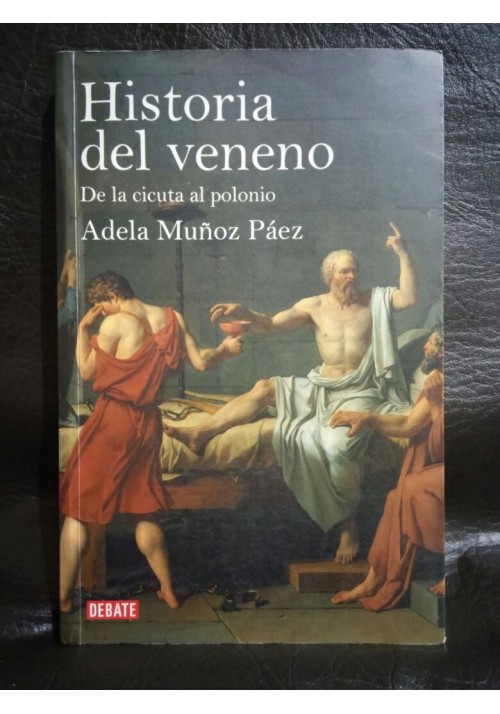 Historia
del veneno
De la cicuta al polonio
Adela Muñoz Páez
DEBATE